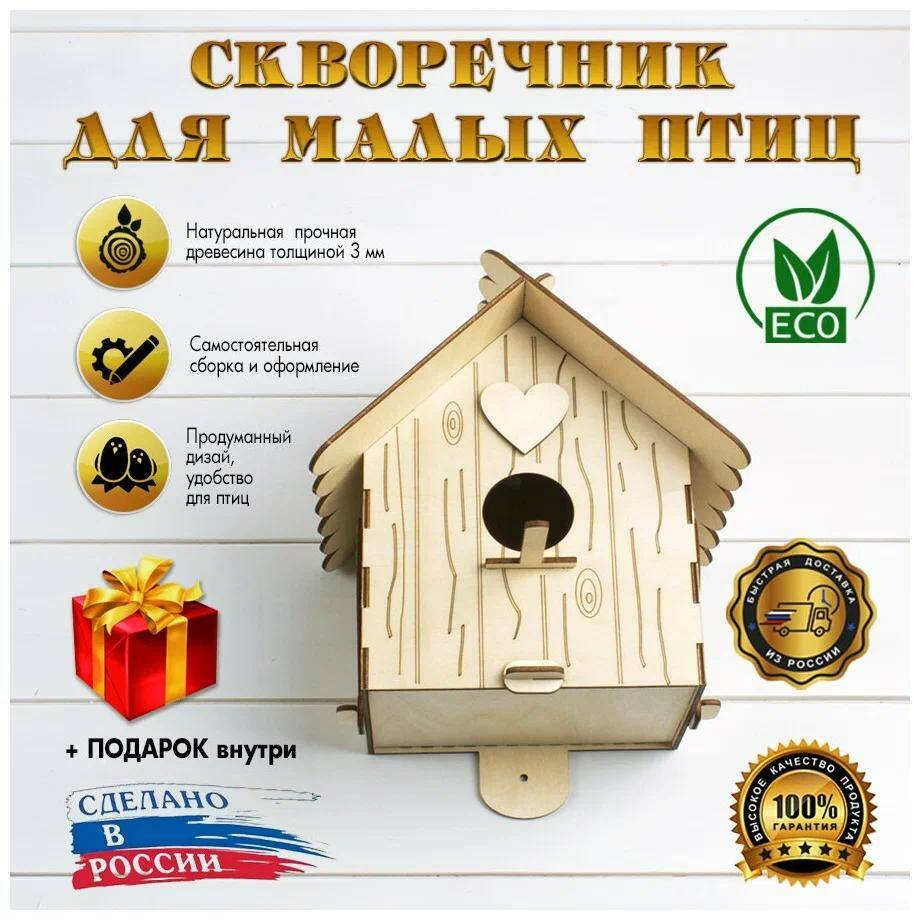 СКВОРЕЧНИК
ДЛЯ МАЛЫХ ПТИЦ
Натуральная прочная
древесина толщиной 3 мм
ECO
Самостоятельная
сборка и оформление
Продуманный
дизай,
удобство
для птиц
БЫСТРАЯ ДОСТАВКА
ИЗ РОССИИ
+ ПОДАРОК внутри
СДЕЛАНО
В
РОССИИ
ВЫСОКОЕ КАЧЕСТВО ПРОДУКТА
100%
ГАРАНТИЯ